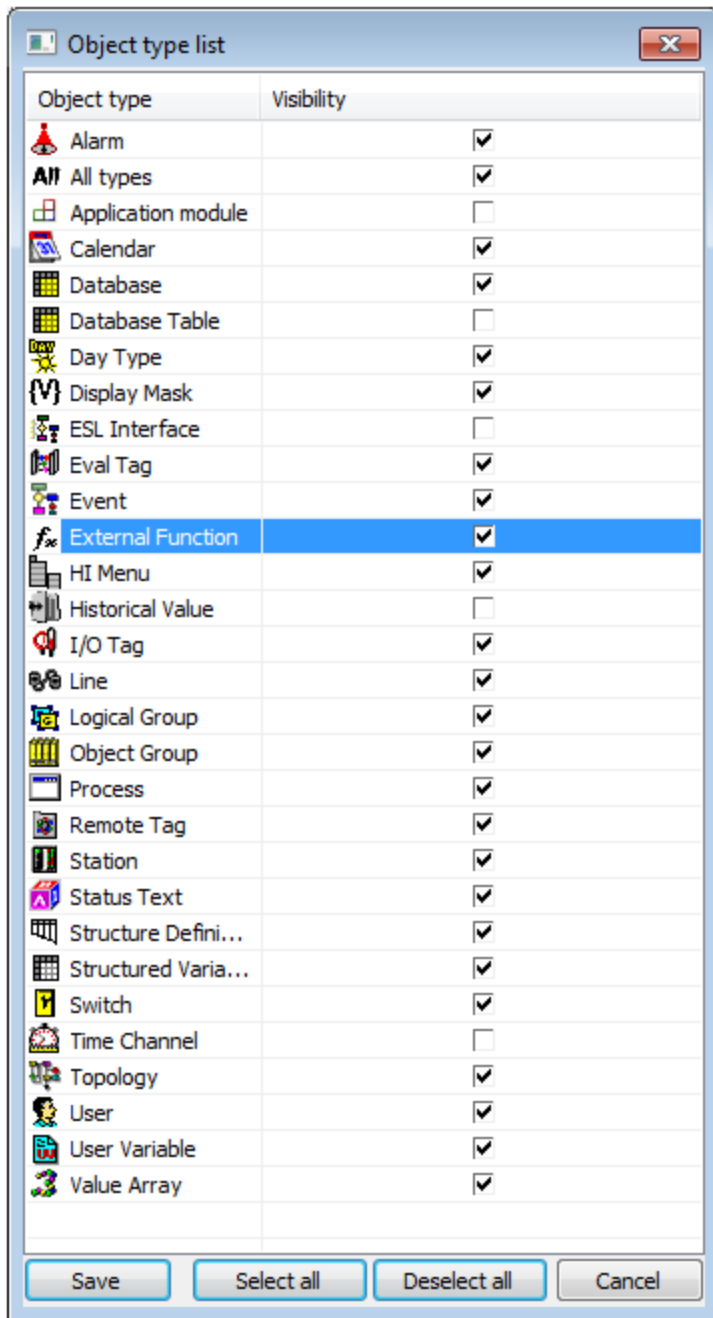 Object type list
Object type Visibility
Alarm
All All types
Application module
Calendar
Database
Database Table
DAY Day Type
{V} Display Mask
ESL Interface
Eval Tag
Event
fx External Function
HI Menu
Historical Value
I/O Tag
Line
Logical Group
Object Group
Process
Remote Tag
Station
A Status Text
Structure Defini...
Structured Varia...
Switch
Time Channel
Topology
User
User Variable
Value Array
Save Select all Deselect all Cancel